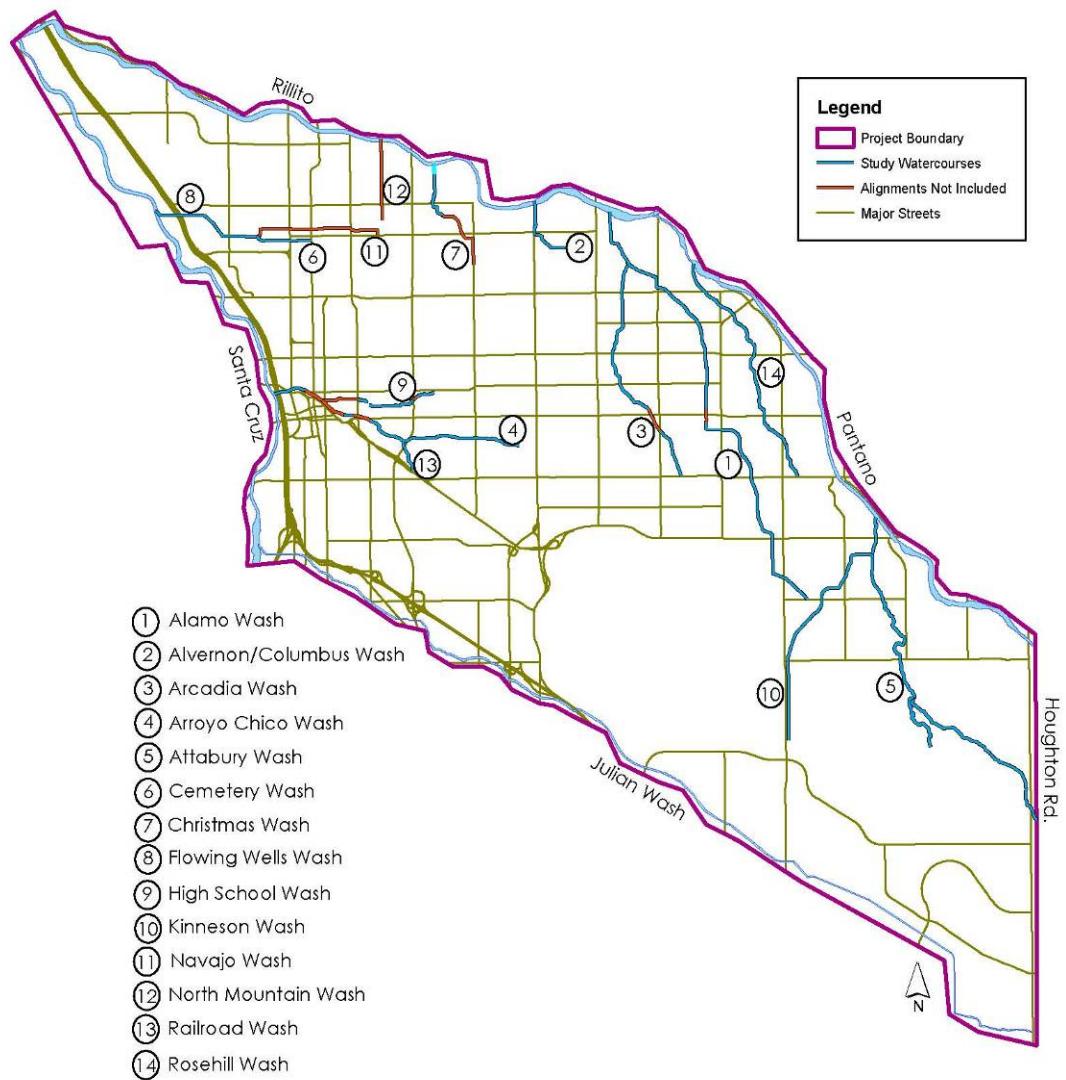 Rillito
Legend
Project Boundary
Study Watercourses
Alignments Not Included
Major Streets
8
12
11
6
7
2
Santa Cruz
9
4
13
3
1
14
Pantano
10
5
Houghton Rd.
Julian Wash
N
1 Alamo Wash
2 Alvernon/Columbus Wash
3 Arcadia Wash
4 Arroyo Chico Wash
5 Attabury Wash
6 Cemetery Wash
7 Christmas Wash
8 Flowing Wells Wash
9 High School Wash
10 Kinneson Wash
11 Navajo Wash
12 North Mountain Wash
13 Railroad Wash
14 Rosehill Wash